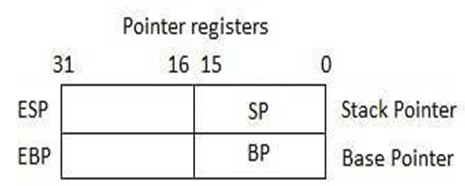 Pointer registers
31 16 15 0
ESP SP Stack Pointer
EBP BP Base Pointer